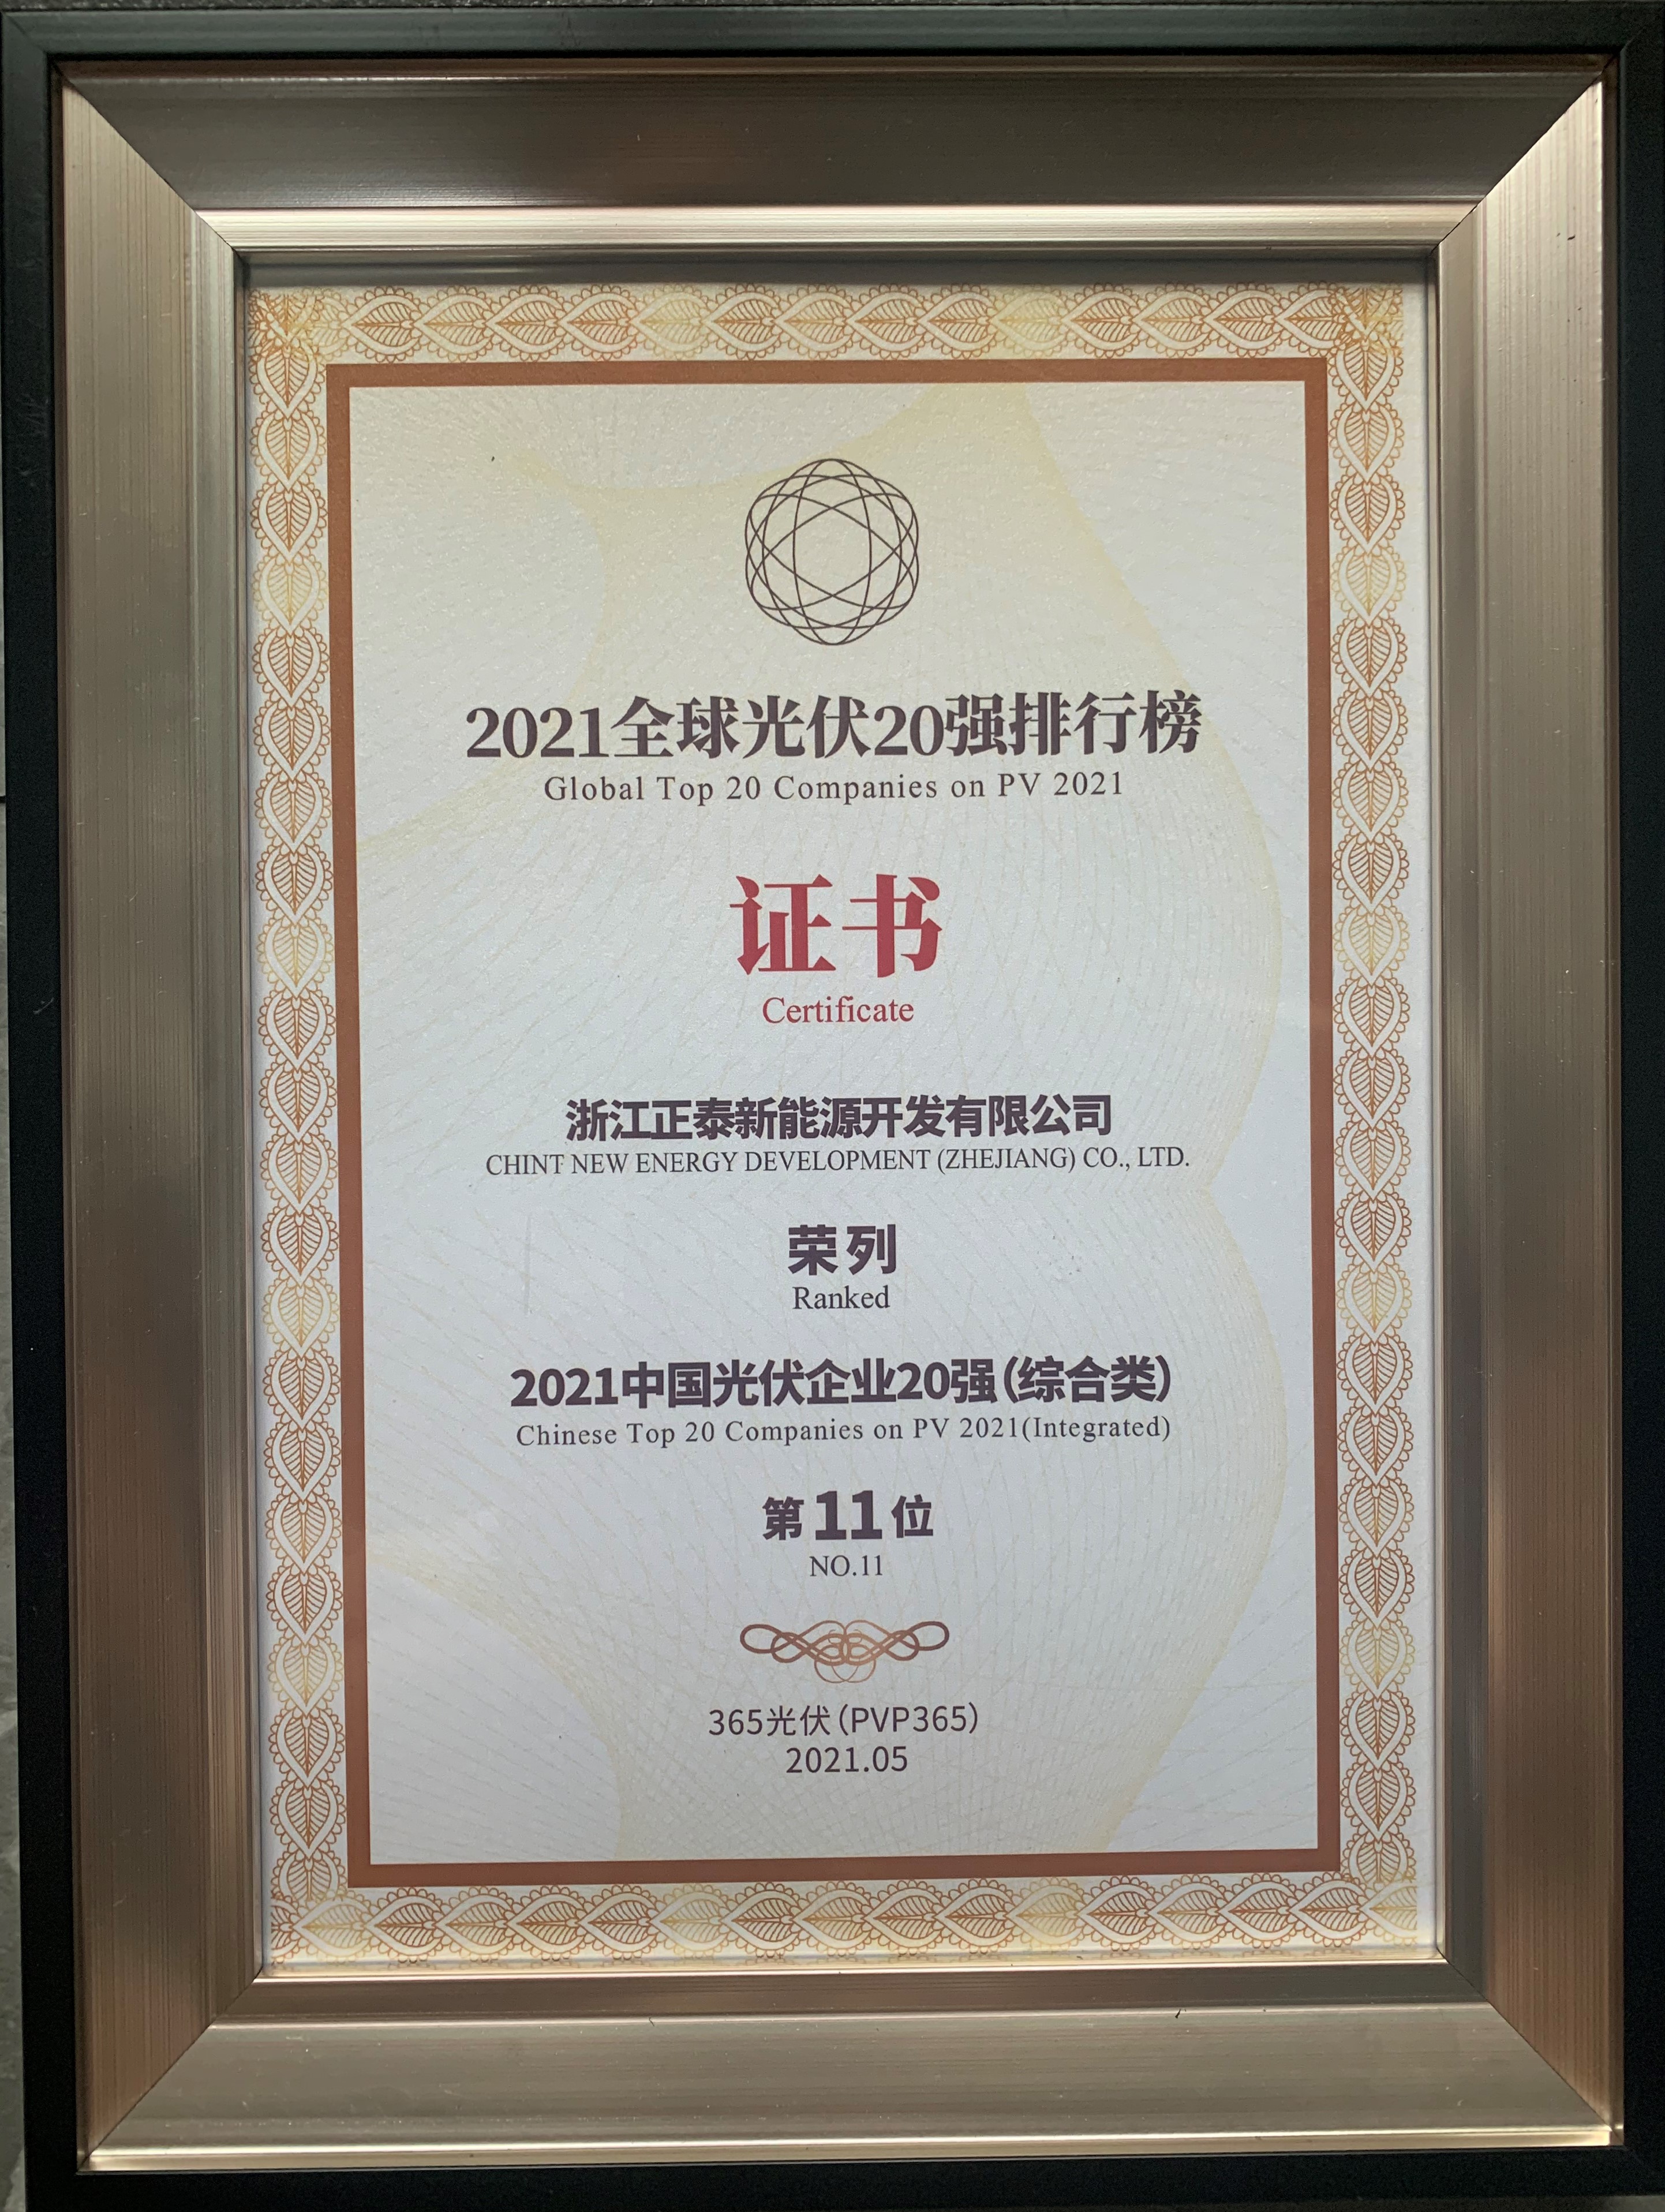 2021全球光伏20强排行榜
Global Top 20 Companies on PV 2021
证书
Certificate
浙江正泰新能源开发有限公司
CHINT NEW ENERGY DEVELOPMENT (ZHEJIANG) CO., LTD.
荣列
Ranked
2021中国光伏企业20强(综合类)
Chinese Top 20 Companies on PV 2021(Integrated)
第11位
NO.11
365光伏(PVP365)
2021.05